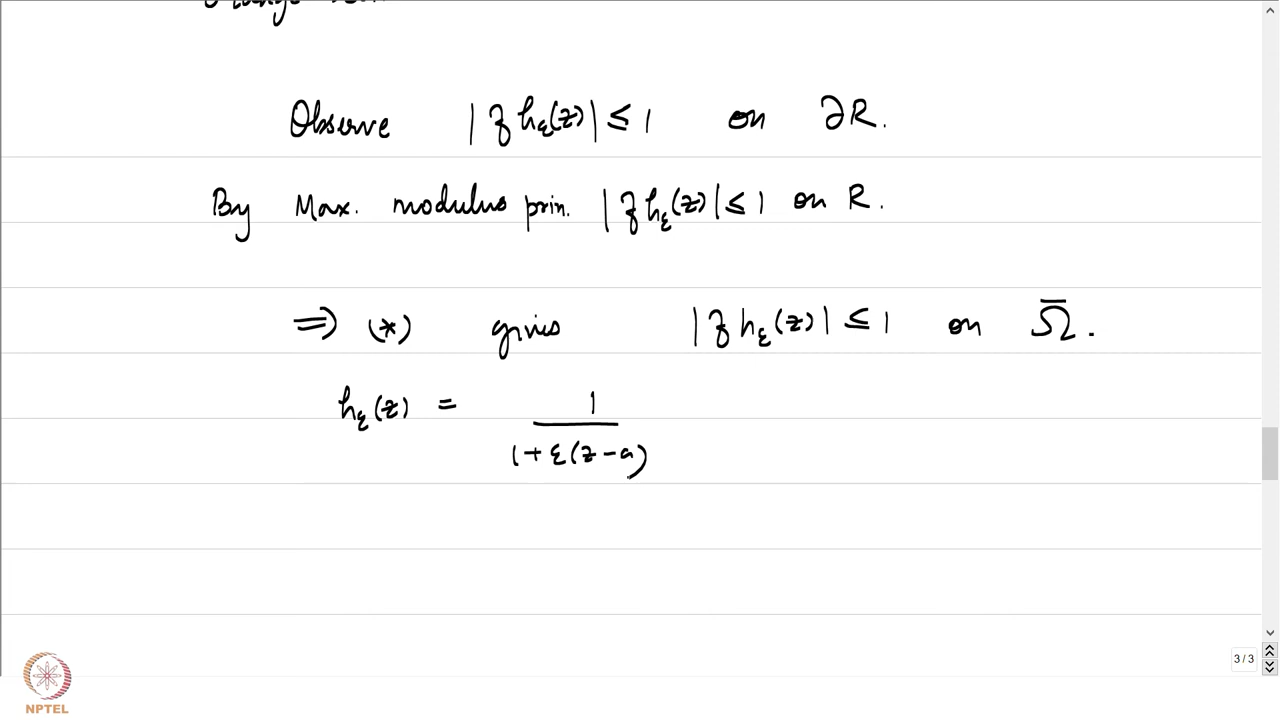 Observe |f h_ε(z)| ≤ 1 on ∂R.
By Max. modulus prin. |f h_ε(z)| ≤ 1 on R.
⇒ (*) gives |f h_ε(z)| ≤ 1 on Ω̄.
h_ε(z) = 1 / (1 + ε(z-a))
3 / 3
NPTEL